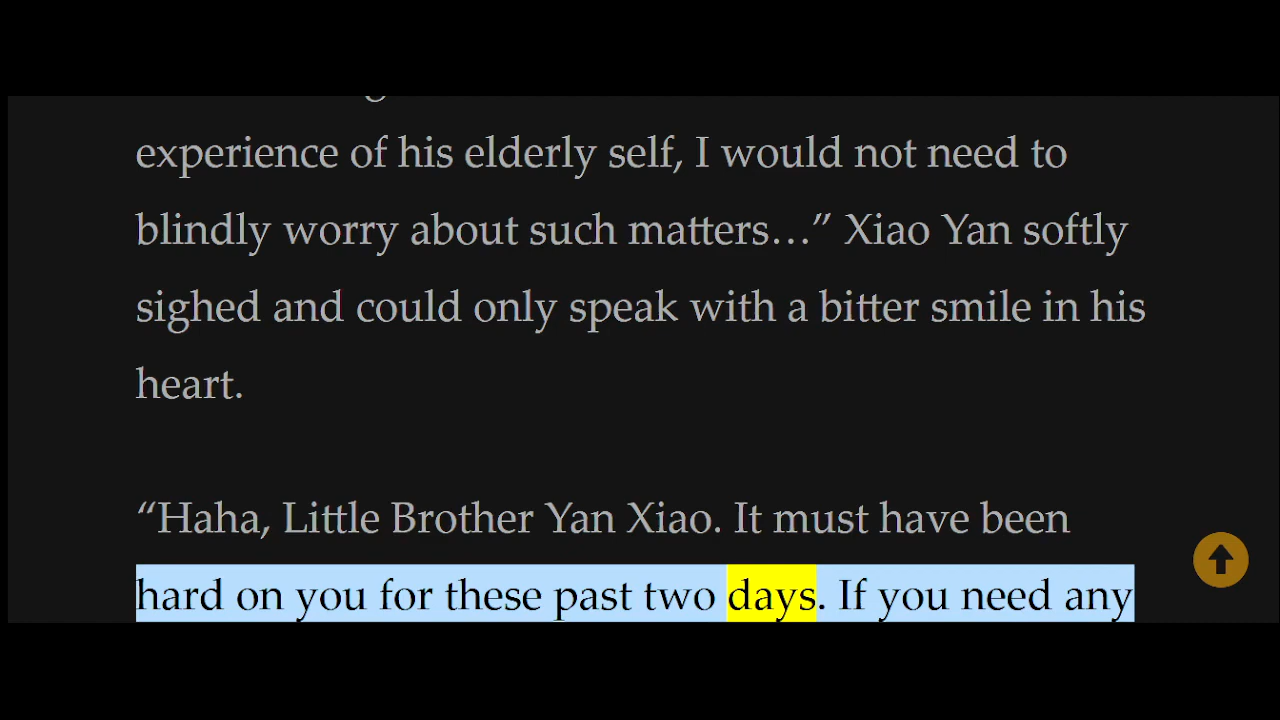 experience of his elderly self, I would not need to
blindly worry about such matters…” Xiao Yan softly
sighed and could only speak with a bitter smile in his
heart.
“Haha, Little Brother Yan Xiao. It must have been
hard on you for these past two days. If you need any